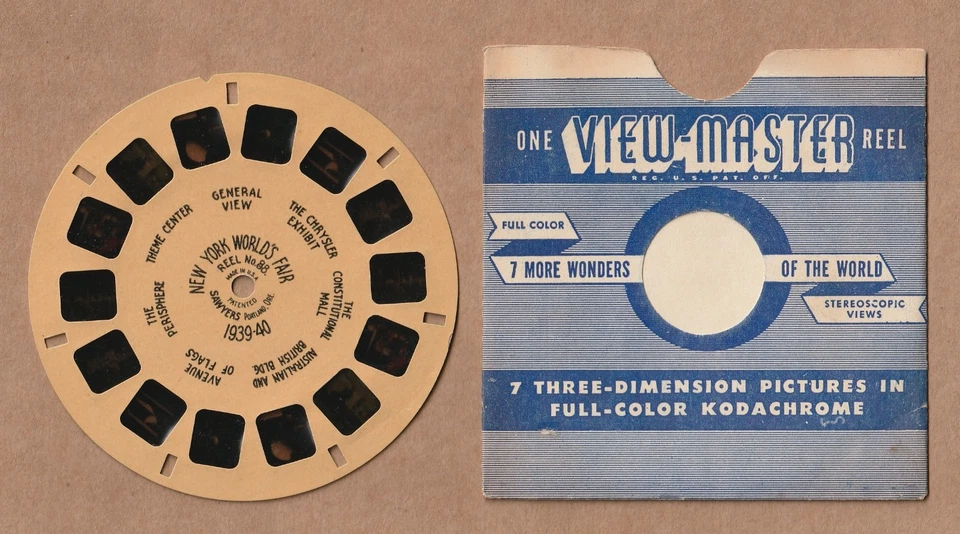 GENERAL
VIEW
THE CHRYSLER
EXHIBIT
THE
CONSTITUTIONAL
MALL
AUSTRALIAN AND
BRITISH BLDG.
AVENUE
OF FLAGS
THE
PERISPHERE
THEME CENTER
NEW YORK WORLD'S FAIR
REEL No. 88.
MADE IN U.S.A.
PATENTED
SAWYERS PORTLAND, ORE.
1939-40
ONE VIEW-MASTER REEL
REG. U. S. PAT. OFF.
FULL COLOR
7 MORE WONDERS OF THE WORLD
STEREOSCOPIC
VIEWS
7 THREE-DIMENSION PICTURES IN
FULL-COLOR KODACHROME